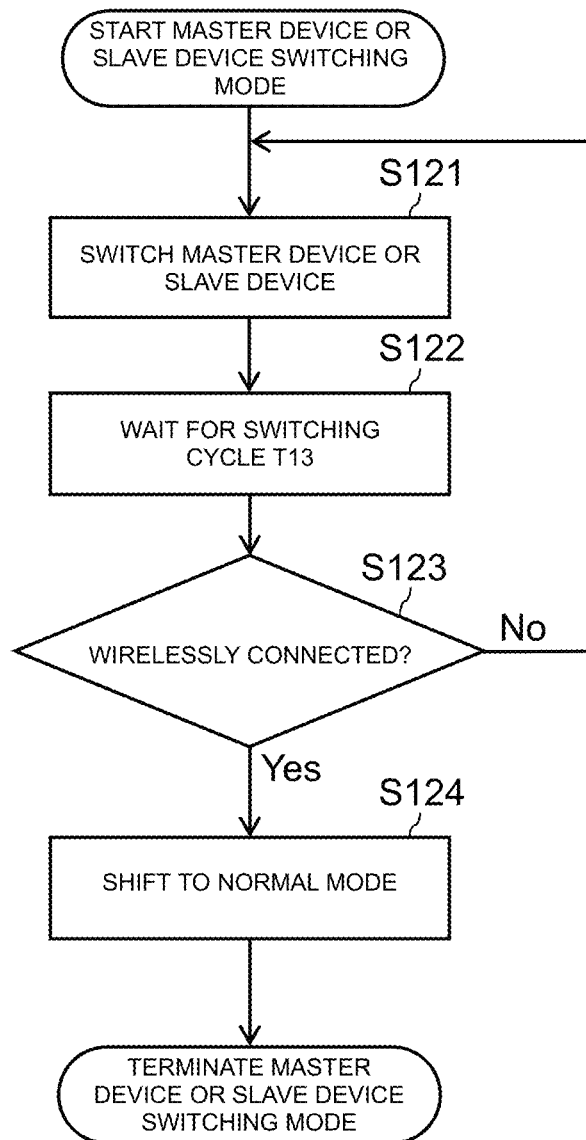 START MASTER DEVICE OR
SLAVE DEVICE SWITCHING
MODE
S121
SWITCH MASTER DEVICE OR
SLAVE DEVICE
S122
WAIT FOR SWITCHING
CYCLE T13
S123
WIRELESSLY CONNECTED?
No
Yes
S124
SHIFT TO NORMAL MODE
TERMINATE MASTER
DEVICE OR SLAVE DEVICE
SWITCHING MODE